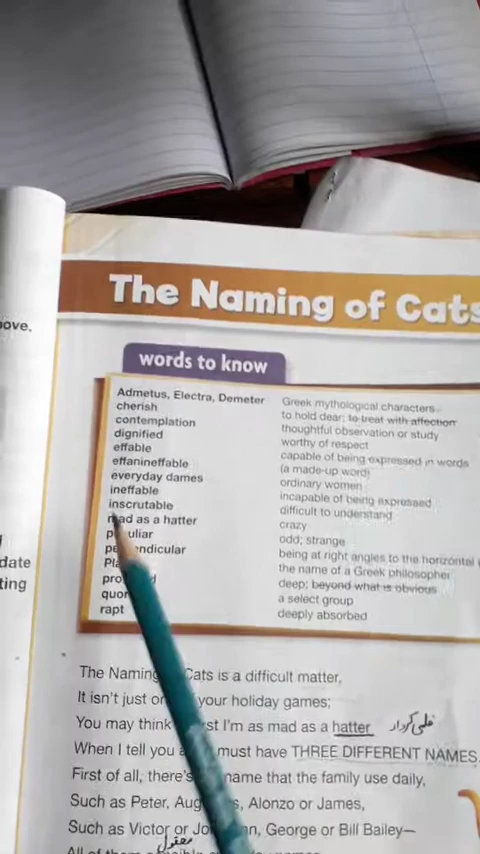 ove,
date
ting
The Naming of Cats
words to know
Admetus, Electra, Demeter Greek mythological characters
cherish to hold dear; to treat with affection
contemplation thoughtful observation or study
dignified worthy of respect
effable capable of being expressed in words
effanineffable (a made-up word)
everyday dames ordinary women
ineffable incapable of being expressed
inscrutable difficult to understand
mad as a hatter crazy
odd; strange
being at right angles to the horizontal
the name of a Greek philosopher
deep; beyond what is obvious
a select group
rapt deeply absorbed
The Naming Cats is a difficult matter,
It isn't just your holiday games;
You may think I'm as mad as a hatter فلمی کردار
When I tell you must have THREE DIFFERENT NAMES.
First of all, there's name that the family use daily,
Such as Peter, Alonzo or James,
Such as Victor or George or Bill Bailey—
معقول
All of